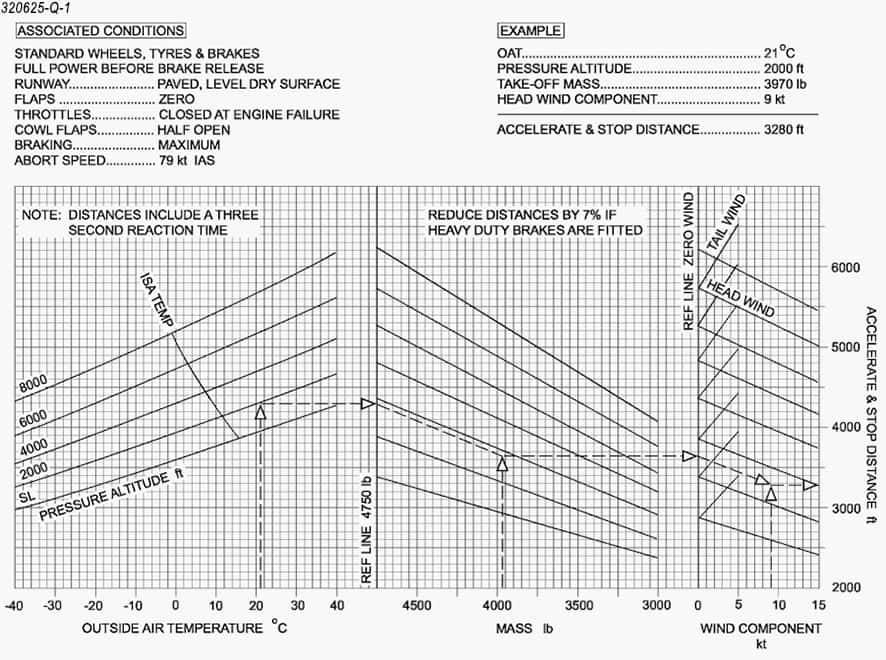 320625-Q-1
ASSOCIATED CONDITIONS
STANDARD WHEELS, TYRES & BRAKES
FULL POWER BEFORE BRAKE RELEASE
RUNWAY..................... PAVED, LEVEL DRY SURFACE
FLAPS ....................... ZERO
THROTTLES................ CLOSED AT ENGINE FAILURE
COWL FLAPS............... HALF OPEN
BRAKING..................... MAXIMUM
ABORT SPEED............. 79 kt IAS
EXAMPLE
OAT............................................................ 21°C
PRESSURE ALTITUDE................................ 2000 ft
TAKE-OFF MASS........................................ 3970 lb
HEAD WIND COMPONENT.......................... 9 kt
ACCELERATE & STOP DISTANCE............... 3280 ft
NOTE: DISTANCES INCLUDE A THREE
SECOND REACTION TIME
REDUCE DISTANCES BY 7% IF
HEAVY DUTY BRAKES ARE FITTED
ISA TEMP
8000
6000
4000
2000
SL
PRESSURE ALTITUDE ft
REF LINE 4750 lb
REF LINE ZERO WIND
TAIL WIND
HEAD WIND
6000
5000
4000
3000
2000
ACCELERATE & STOP DISTANCE
ft
-40 -30 -20 -10 0 10 20 30 40 4500 4000 3500 3000 0 5 10 15
OUTSIDE AIR TEMPERATURE °C
MASS lb
WIND COMPONENT
kt